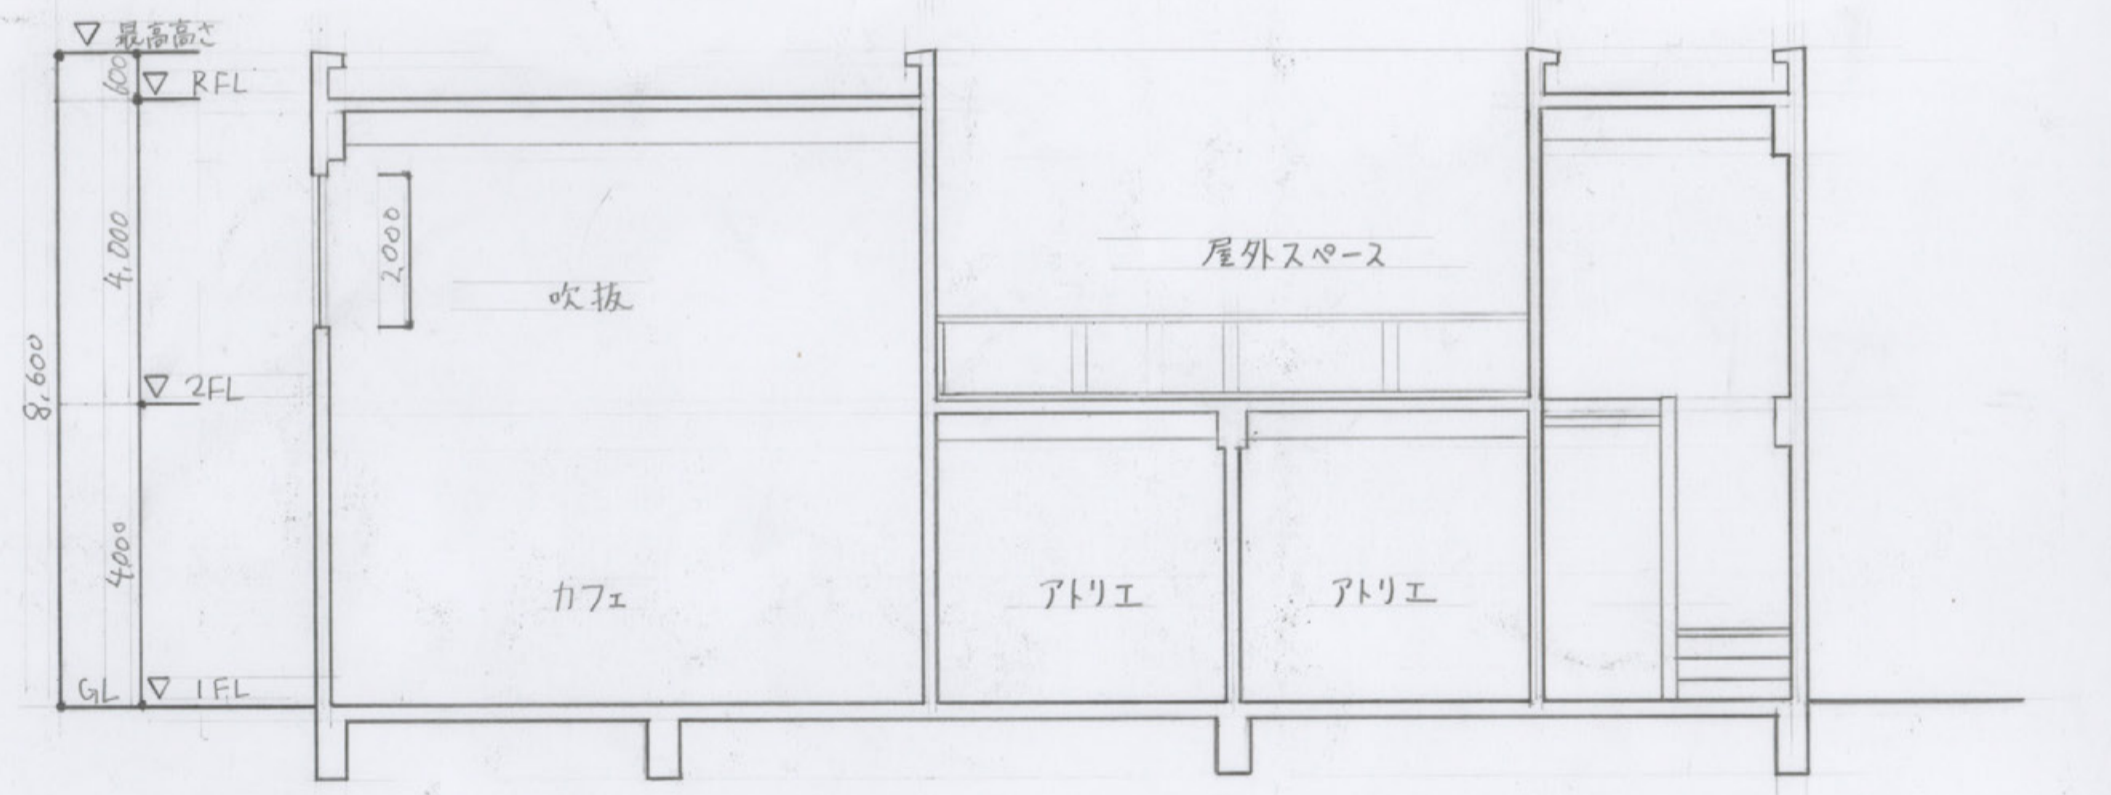 ▽ 最高高さ
600
▽ RFL
4,000
2,000
8,600
吹抜
屋外スペース
▽ 2FL
4000
カフェ
アトリエ
アトリエ
GL ▽ 1FL